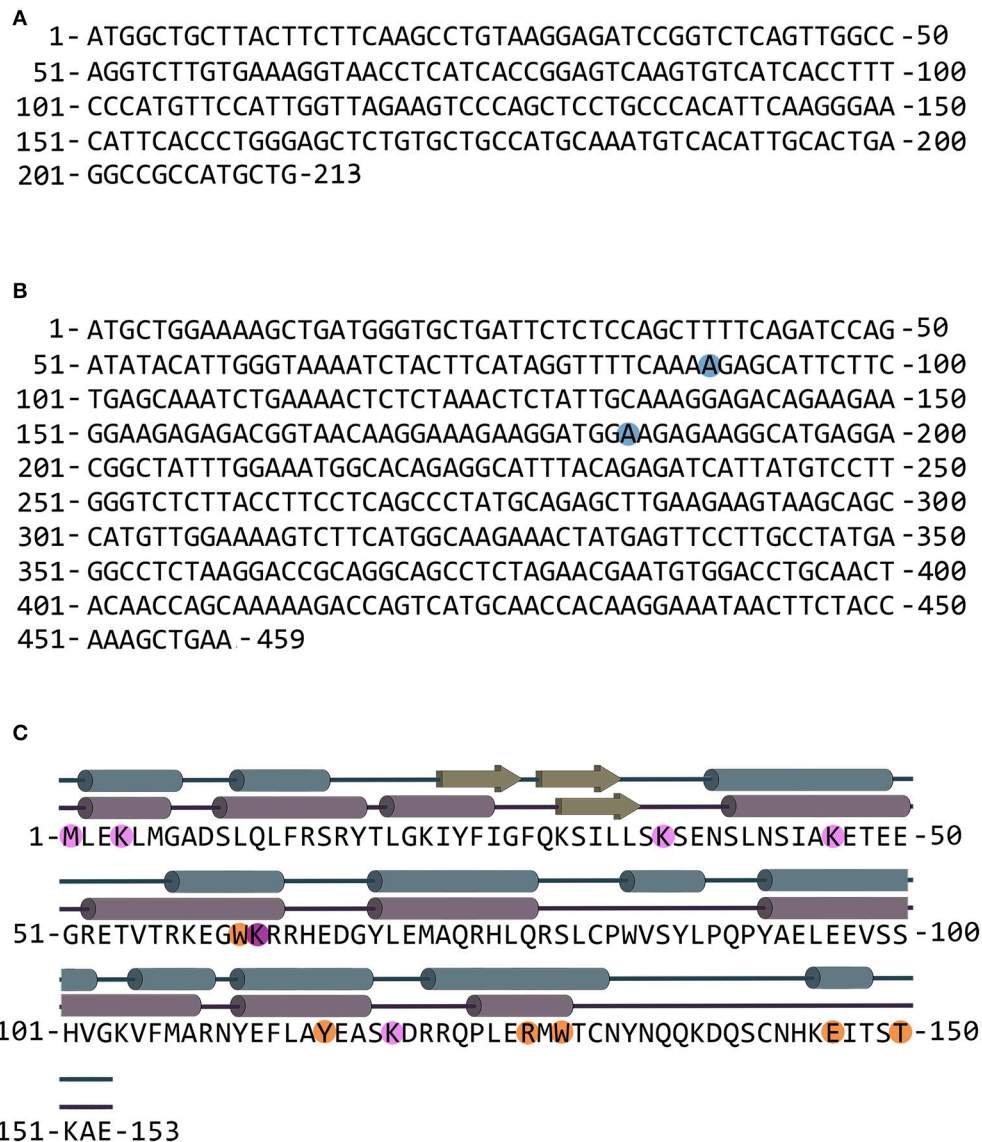 A
1- ATGGCTGCTTACTTCTTCAAGCCTGTAAGGAGATCCGGTCTCAGTTGGCC -50
51- AGGTCTTGTGAAAGGTAACCTCATCACCGGAGTCAAGTGTCATCACCTTT -100
101- CCCATGTTCCATTGGTTAGAAGTCCCAGCTCCTGCCCACATTCAAGGGAA -150
151- CATTCACCCTGGGAGCTCTGTGCTGCCATGCAAATGTCACATTGCACTGA -200
201- GGCCGCCATGCTG-213
B
1- ATGCTGGAAAAGCTGATGGGTGCTGATTCTCTCCAGCTTTTCAGATCCAG -50
51- ATATACATTGGGTAAAATCTACTTCATAGGTTTTCAAAAGAGCATTCTTC -100
101- TGAGCAAATCTGAAAACTCTCTAAACTCTATTGCAAAGGAGACAGAAGAA -150
151- GGAAGAGAGACGGTAACAAGGAAAGAAGGATGGAAGAGAAGGCATGAGGA -200
201- CGGCTATTTGGAAATGGCACAGAGGCATTTACAGAGATCATTATGTCCTT -250
251- GGGTCTCTTACCTTCCTCAGCCCTATGCAGAGCTTGAAGAAGTAAGCAGC -300
301- CATGTTGGAAAAGTCTTCATGGCAAGAAACTATGAGTTCCTTGCCTATGA -350
351- GGCCTCTAAGGACCGCAGGCAGCCTCTAGAACGAATGTGGACCTGCAACT -400
401- ACAACCAGCAAAAAGACCAGTCATGCAACCACAAGGAAATAACTTCTACC -450
451- AAAGCTGAA - 459
C
1-MLEKLMGADSLQLFRSRYTLGKIYFIGFQKSILLSKSENSLNSIAKETEE -50
51-GRETVTRKEGWKRRHEDGYLEMAQRHLQRSLCPWVSYLPQPYAELEEVSS -100
101-HVGKVFMARNYEFLAYEASKDRRQPLERMWTCNYNQQKDQSCNHKEITST -150
151-KAE-153